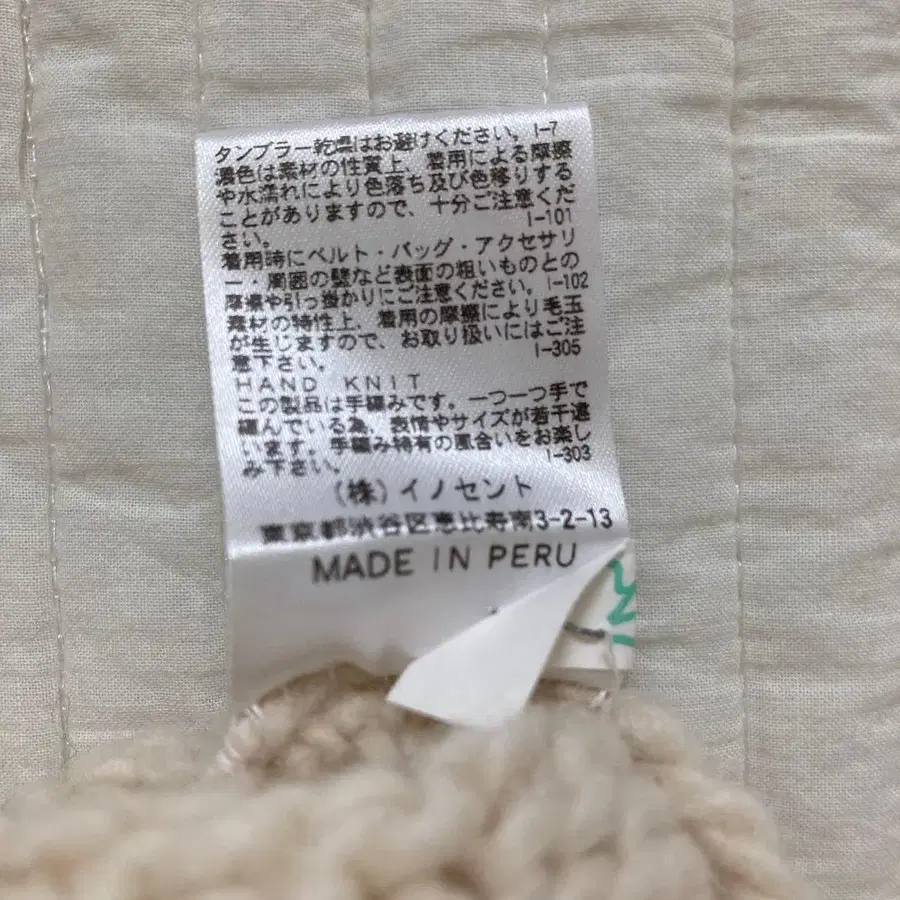 タンブラー乾燥はお避けください。I-7
濃色は素材の性質上、着用による摩擦
や水濡れにより色落ち及び色移りする
ことがありますので、十分ご注意くだ
さい。 I-101
着用時にベルト・バッグ・アクセサリ
ー・周囲の壁など表面の粗いものとの
摩擦や引っ掛かりにご注意ください。I-102
素材の特性上、着用の摩擦により毛玉
が生じますので、お取り扱いにはご注
意下さい。 I-305
HAND KNIT
この製品は手編みです。一つ一つ手で
編んでいる為、表情やサイズが若干違
います。手編み特有の風合いをお楽し
み下さい。 I-303
(株)イノセント
東京都渋谷区恵比寿南3-2-13
MADE IN PERU